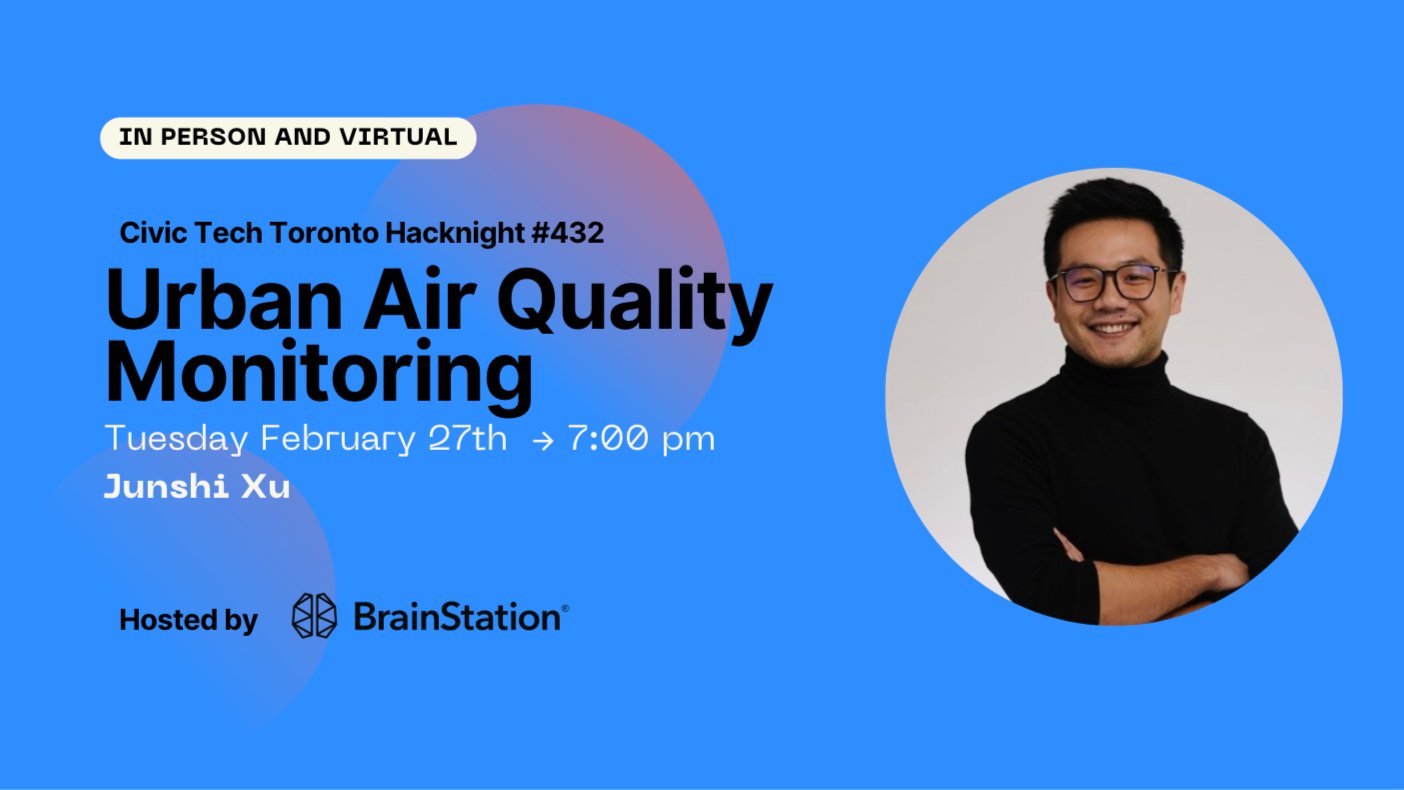 IN PERSON AND VIRTUAL
Civic Tech Toronto Hacknight #432
Urban Air Quality
Monitoring
Tuesday February 27th → 7:00 pm
Junshi Xu
Hosted by BrainStation®